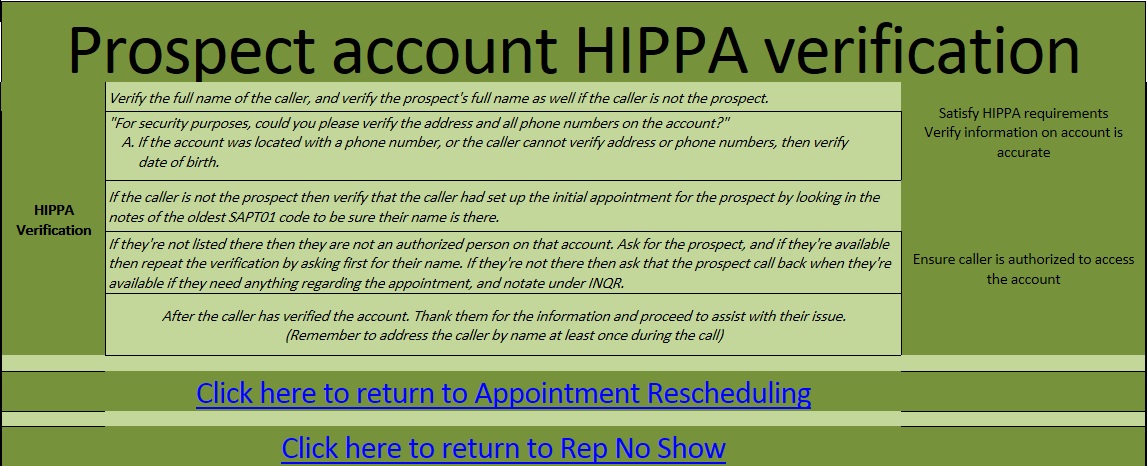 Prospect account HIPPA verification
Verify the full name of the caller, and verify the prospect's full name as well if the caller is not the prospect.
"For security purposes, could you please verify the address and all phone numbers on the account?"
A. If the account was located with a phone number, or the caller cannot verify address or phone numbers, then verify
date of birth.
Satisfy HIPPA requirements
Verify information on account is
accurate
HIPPA
Verification
If the caller is not the prospect then verify that the caller had set up the initial appointment for the prospect by looking in the
notes of the oldest SAPT01 code to be sure their name is there.
If they're not listed there then they are not an authorized person on that account. Ask for the prospect, and if they're available
then repeat the verification by asking first for their name. If they're not there then ask that the prospect call back when they're
available if they need anything regarding the appointment, and notate under INQR.
Ensure caller is authorized to access
the account
After the caller has verified the account. Thank them for the information and proceed to assist with their issue.
(Remember to address the caller by name at least once during the call)
Click here to return to Appointment Rescheduling
Click here to return to Rep No Show